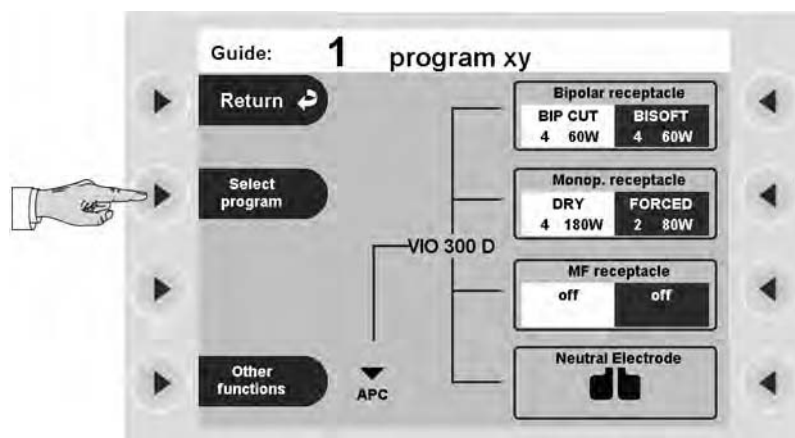 Guide: 1 program xy
Return
Select
program
Other
functions
APC
VIO 300 D
Bipolar receptacle
BIP CUT BISOFT
4 60W 4 60W
Monop. receptacle
DRY FORCED
4 180W 2 80W
MF receptacle
off off
Neutral Electrode